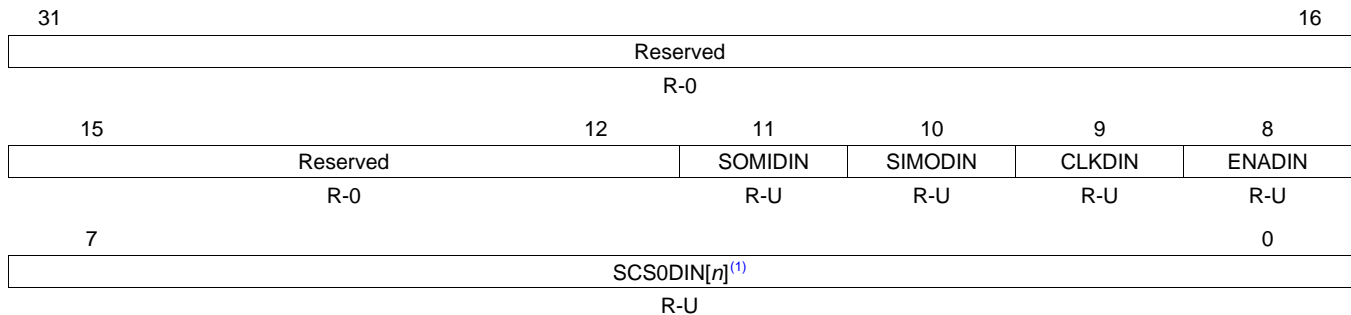 31 16
Reserved
R-0
15 12 11 10 9 8
Reserved SOMIDIN SIMODIN CLKDIN ENADIN
R-0 R-U R-U R-U R-U
7 0
SCS0DIN[n](1)
R-U